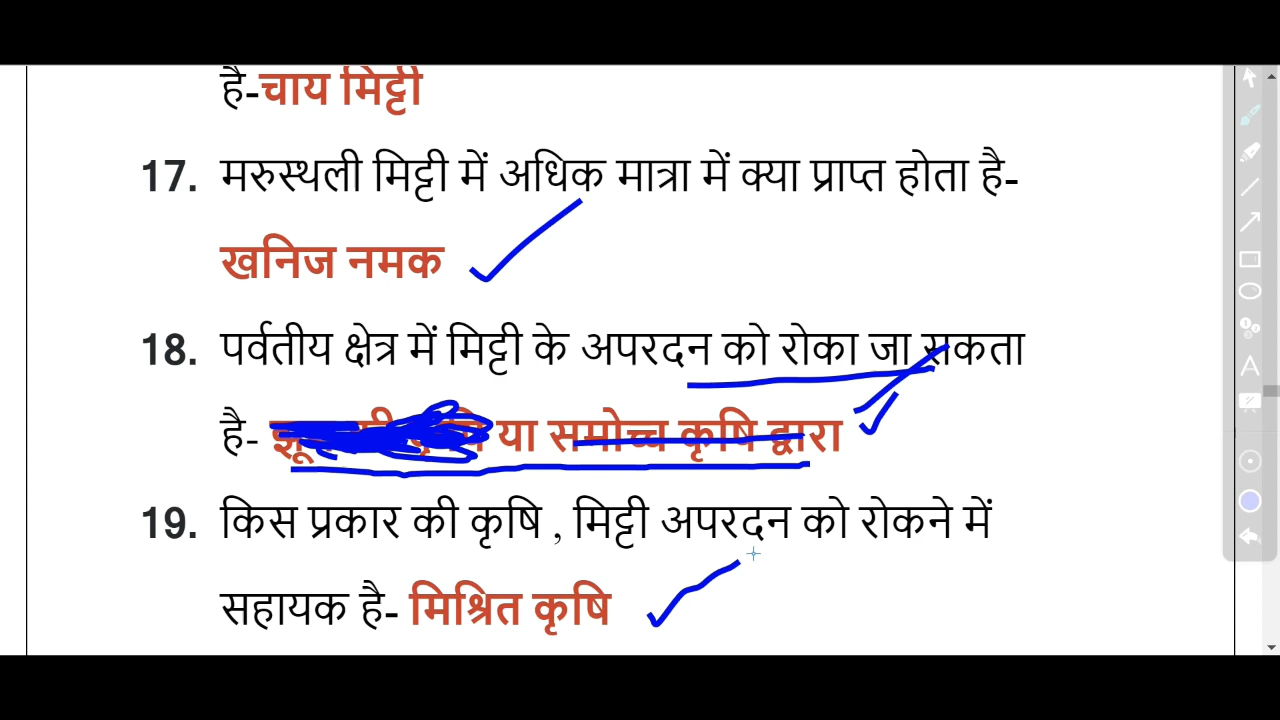 है-चाय मिट्टी
17. मरुस्थली मिट्टी में अधिक मात्रा में क्या प्राप्त होता है-
खनिज नमक
18. पर्वतीय क्षेत्र में मिट्टी के अपरदन को रोका जा सकता
है- या समोच्च कृषि द्वारा
19. किस प्रकार की कृषि , मिट्टी अपरदन को रोकने में
सहायक है- मिश्रित कृषि